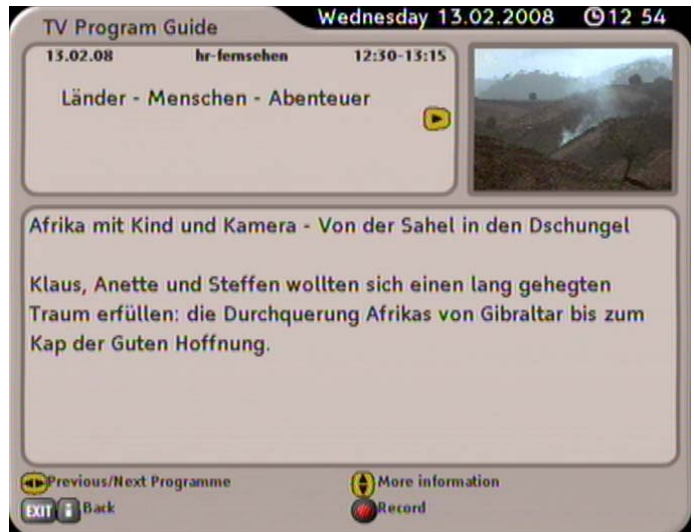 TV Program Guide
Wednesday 13.02.2008 12 54
13.02.08 hr-fernsehen 12:30-13:15
Länder - Menschen - Abenteuer
Afrika mit Kind und Kamera - Von der Sahel in den Dschungel
Klaus, Anette und Steffen wollten sich einen lang gehegten
Traum erfüllen: die Durchquerung Afrikas von Gibraltar bis zum
Kap der Guten Hoffnung.
Previous/Next Programme
More information
EXIT i Back
Record